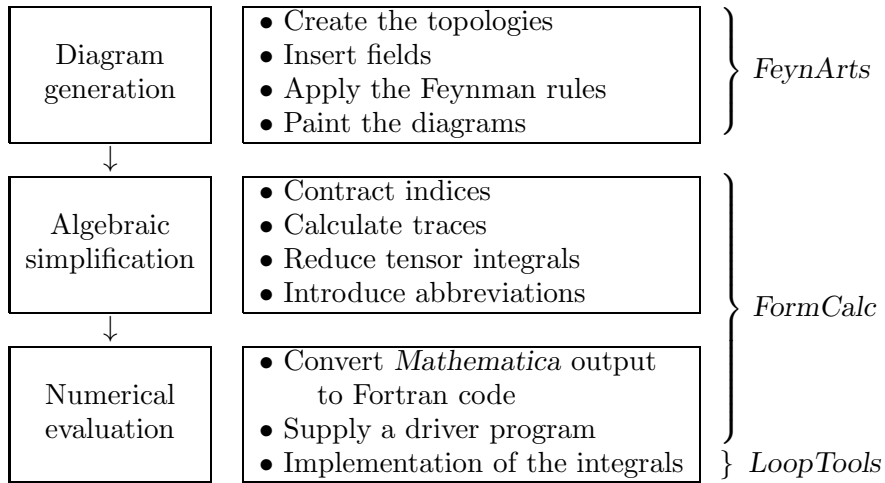 Diagram
generation
• Create the topologies
• Insert fields
• Apply the Feynman rules
• Paint the diagrams
} FeynArts
↓
Algebraic
simplification
• Contract indices
• Calculate traces
• Reduce tensor integrals
• Introduce abbreviations
} FormCalc
↓
Numerical
evaluation
• Convert Mathematica output
to Fortran code
• Supply a driver program
• Implementation of the integrals
} LoopTools